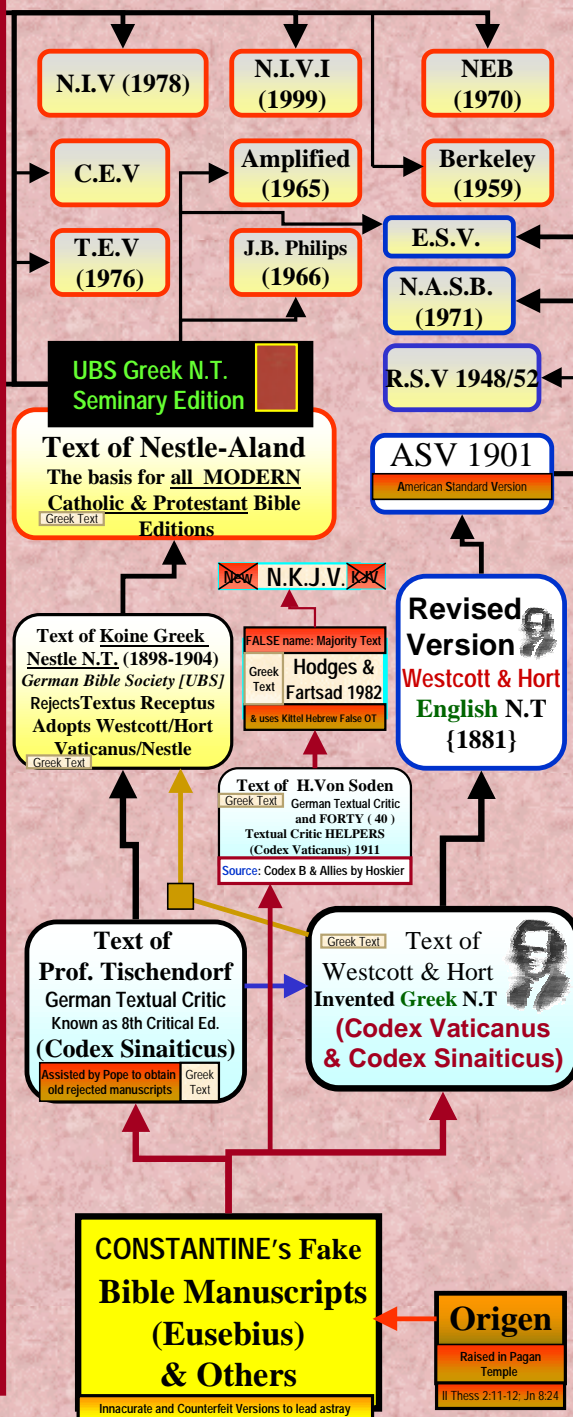 N.I.V (1978)
N.I.V.I
(1999)
NEB
(1970)
C.E.V
Amplified
(1965)
Berkeley
(1959)
T.E.V
(1976)
J.B. Philips
(1966)
E.S.V.
N.A.S.B.
(1971)
R.S.V 1948/52
UBS Greek N.T.
Seminary Edition
Text of Nestle-Aland
The basis for all MODERN
Catholic & Protestant Bible
Editions
Greek Text
ASV 1901
American Standard Version
New N.K.J.V. KJV
Text of Koine Greek
Nestle N.T. (1898-1904)
German Bible Society [UBS]
Rejects Textus Receptus
Adopts Westcott/Hort
Vaticanus/Nestle
Greek Text
FALSE name: Majority Text
Greek
Text
Hodges &
Fartsad 1982
& uses Kittel Hebrew False OT
Revised
Version
Westcott & Hort
English N.T
{1881}
Text of H.Von Soden
Greek Text German Textual Critic
and FORTY ( 40 )
Textual Critic HELPERS
(Codex Vaticanus) 1911
Source: Codex B & Allies by Hoskier
Text of
Prof. Tischendorf
German Textual Critic
Known as 8th Critical Ed.
(Codex Sinaiticus)
Assisted by Pope to obtain
old rejected manuscripts
Greek
Text
Greek Text Text of
Westcott & Hort
Invented Greek N.T
(Codex Vaticanus
& Codex Sinaiticus)
CONSTANTINE's Fake
Bible Manuscripts
(Eusebius)
& Others
Innacurate and Counterfeit Versions to lead astray
Origen
Raised in Pagan
Temple
II Thess 2:11-12; Jn 8:24